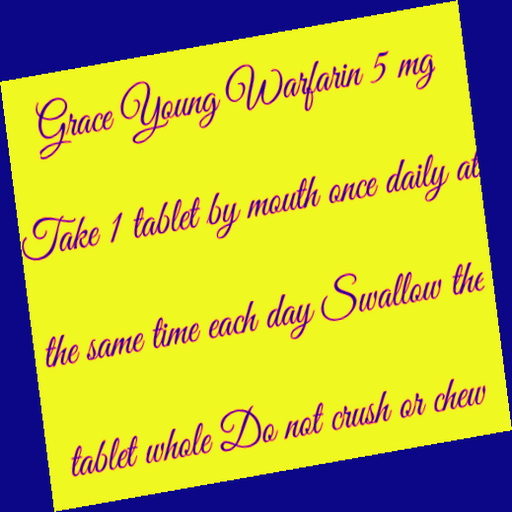 Grace Young Warfarin 5 mg
Take 1 tablet by mouth once daily at
the same time each day Swallow the
tablet whole Do not crush or chew